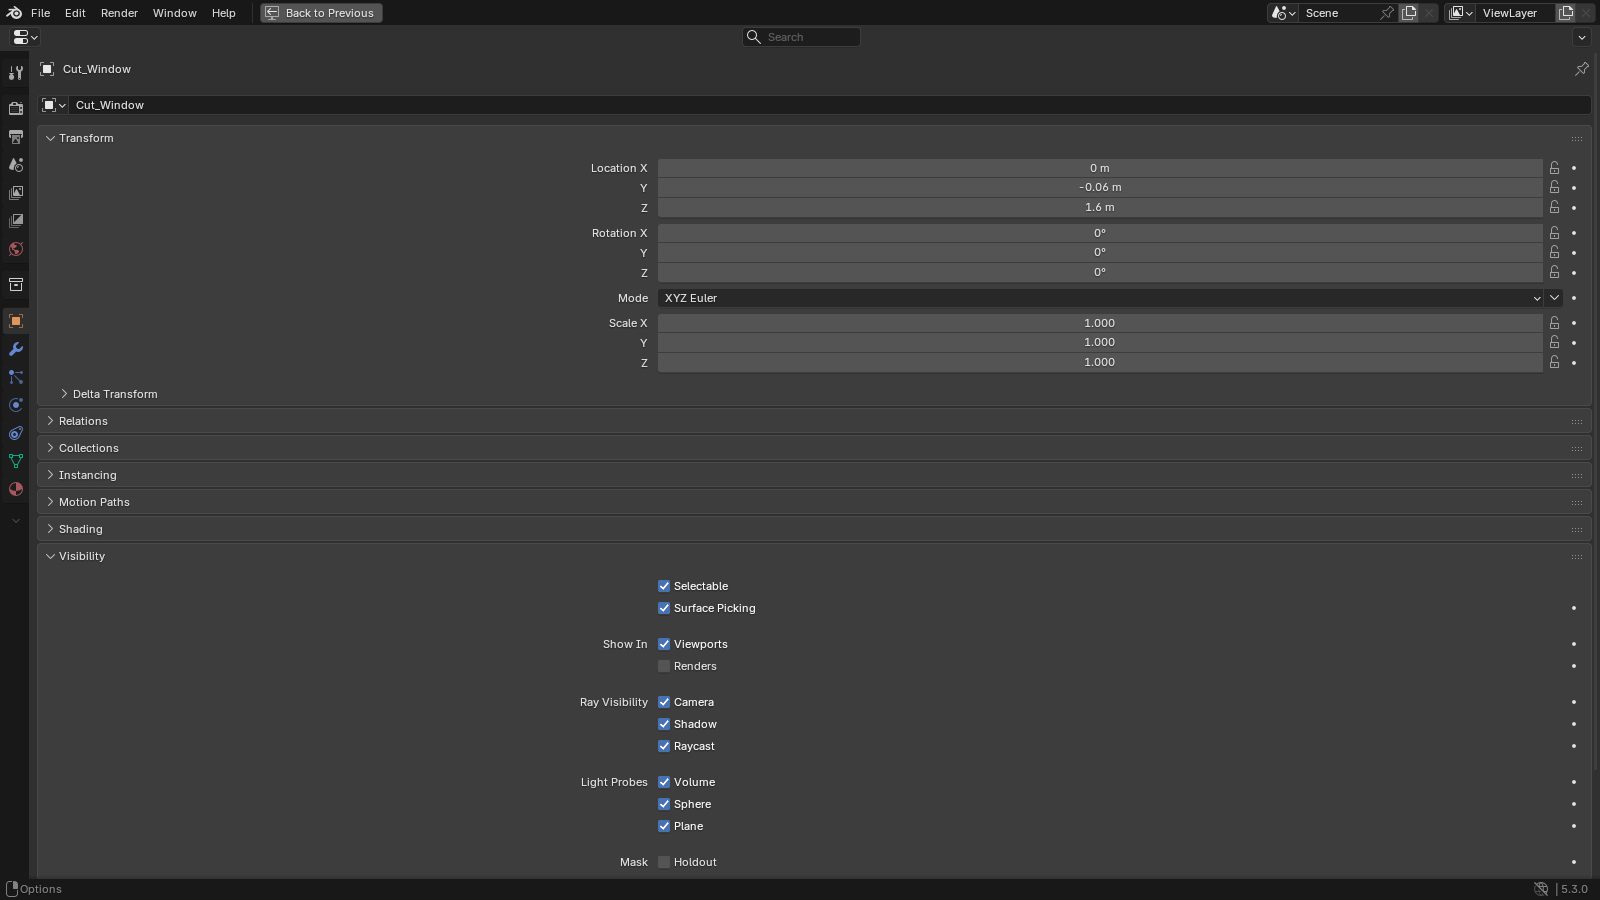 File Edit Render Window Help Back to Previous Scene ViewLayer
Search
Cut_Window
Cut_Window
Transform
Location X 0 m
Y -0.06 m
Z 1.6 m
Rotation X 0°
Y 0°
Z 0°
Mode XYZ Euler
Scale X 1.000
Y 1.000
Z 1.000
Delta Transform
Relations
Collections
Instancing
Motion Paths
Shading
Visibility
Selectable
Surface Picking
Show In Viewports
Renders
Ray Visibility Camera
Shadow
Raycast
Light Probes Volume
Sphere
Plane
Mask Holdout
Options 5.3.0